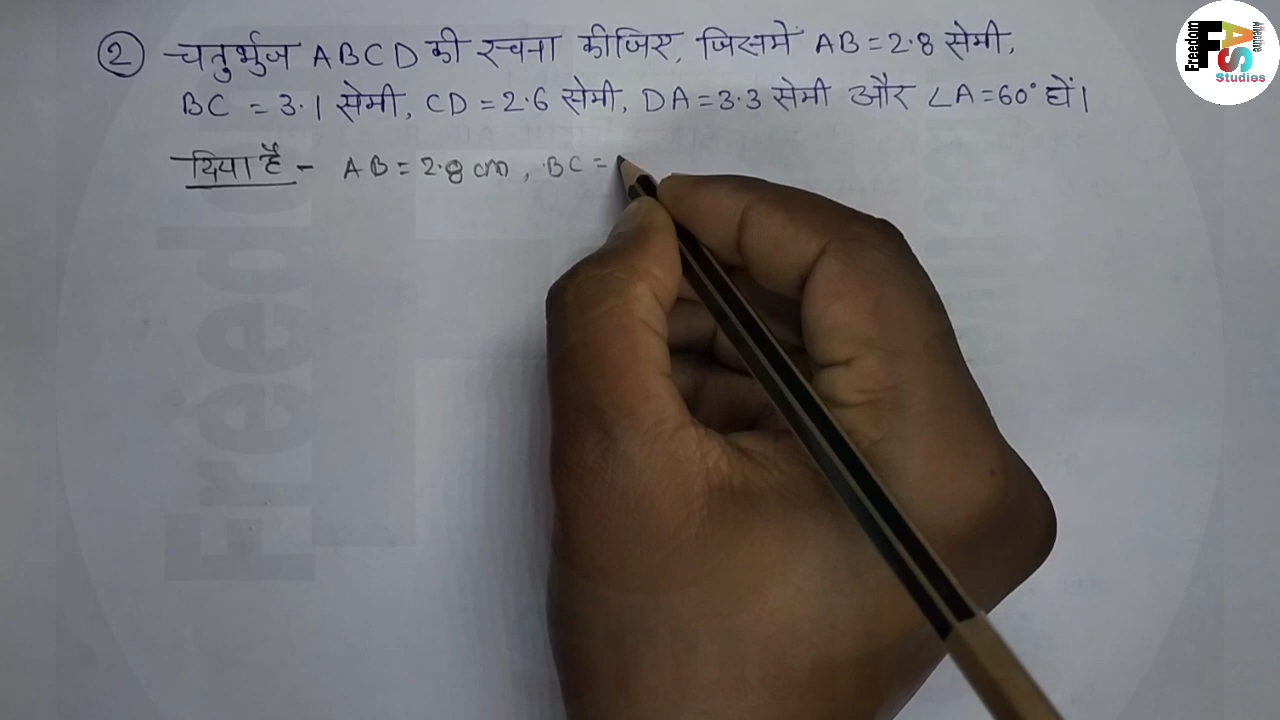 ② चतुर्भुज ABCD की रचना कीजिए, जिसमें AB=2.8 सेमी,
BC = 3.1 सेमी, CD=2.6 सेमी, DA=3.3 सेमी और ∠A=60° हों।
दिया है - AB = 2.8 cm, BC =
Freedom
FAS
Studies
Freedom